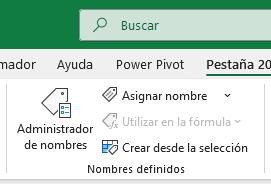 Buscar
mador Ayuda Power Pivot Pestaña 20
Administrador de nombres
Asignar nombre
Utilizar en la fórmula
Crear desde la selección
Nombres definidos